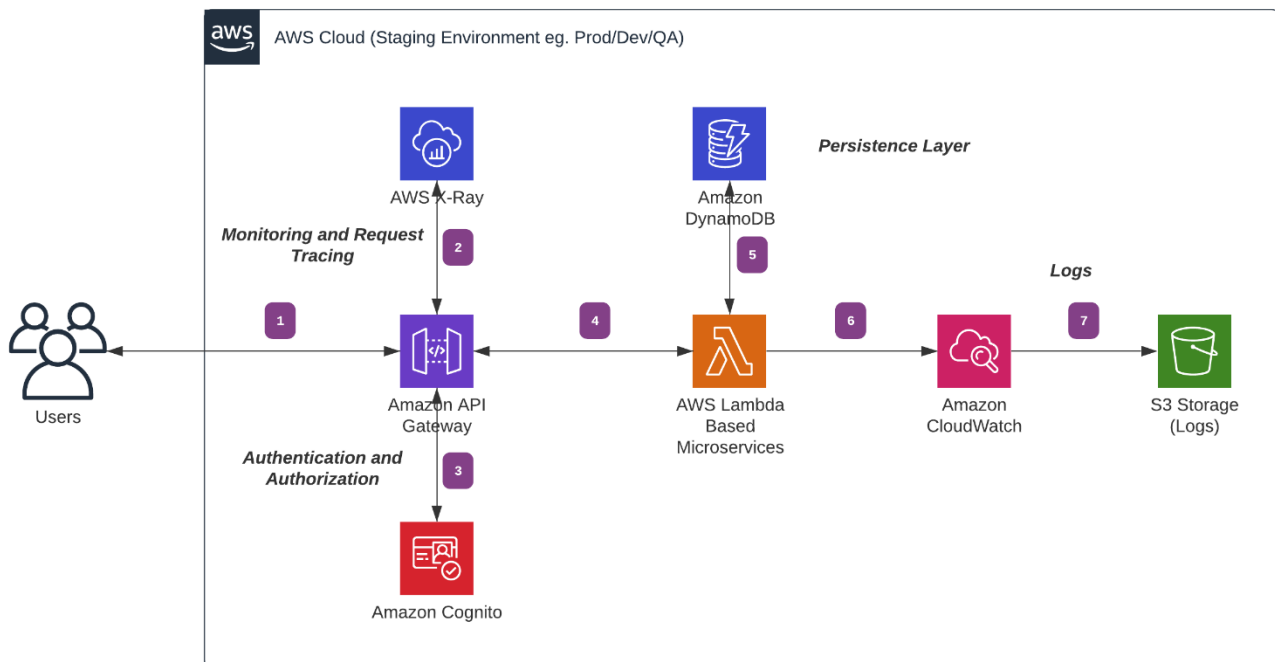 aws
AWS Cloud (Staging Environment eg. Prod/Dev/QA)
AWS X-Ray
Amazon
DynamoDB
Persistence Layer
Monitoring and Request
Tracing
2
5
Logs
1
4
6
7
Users
Amazon API
Gateway
AWS Lambda
Based
Microservices
Amazon
CloudWatch
S3 Storage
(Logs)
Authentication and
Authorization
3
Amazon Cognito